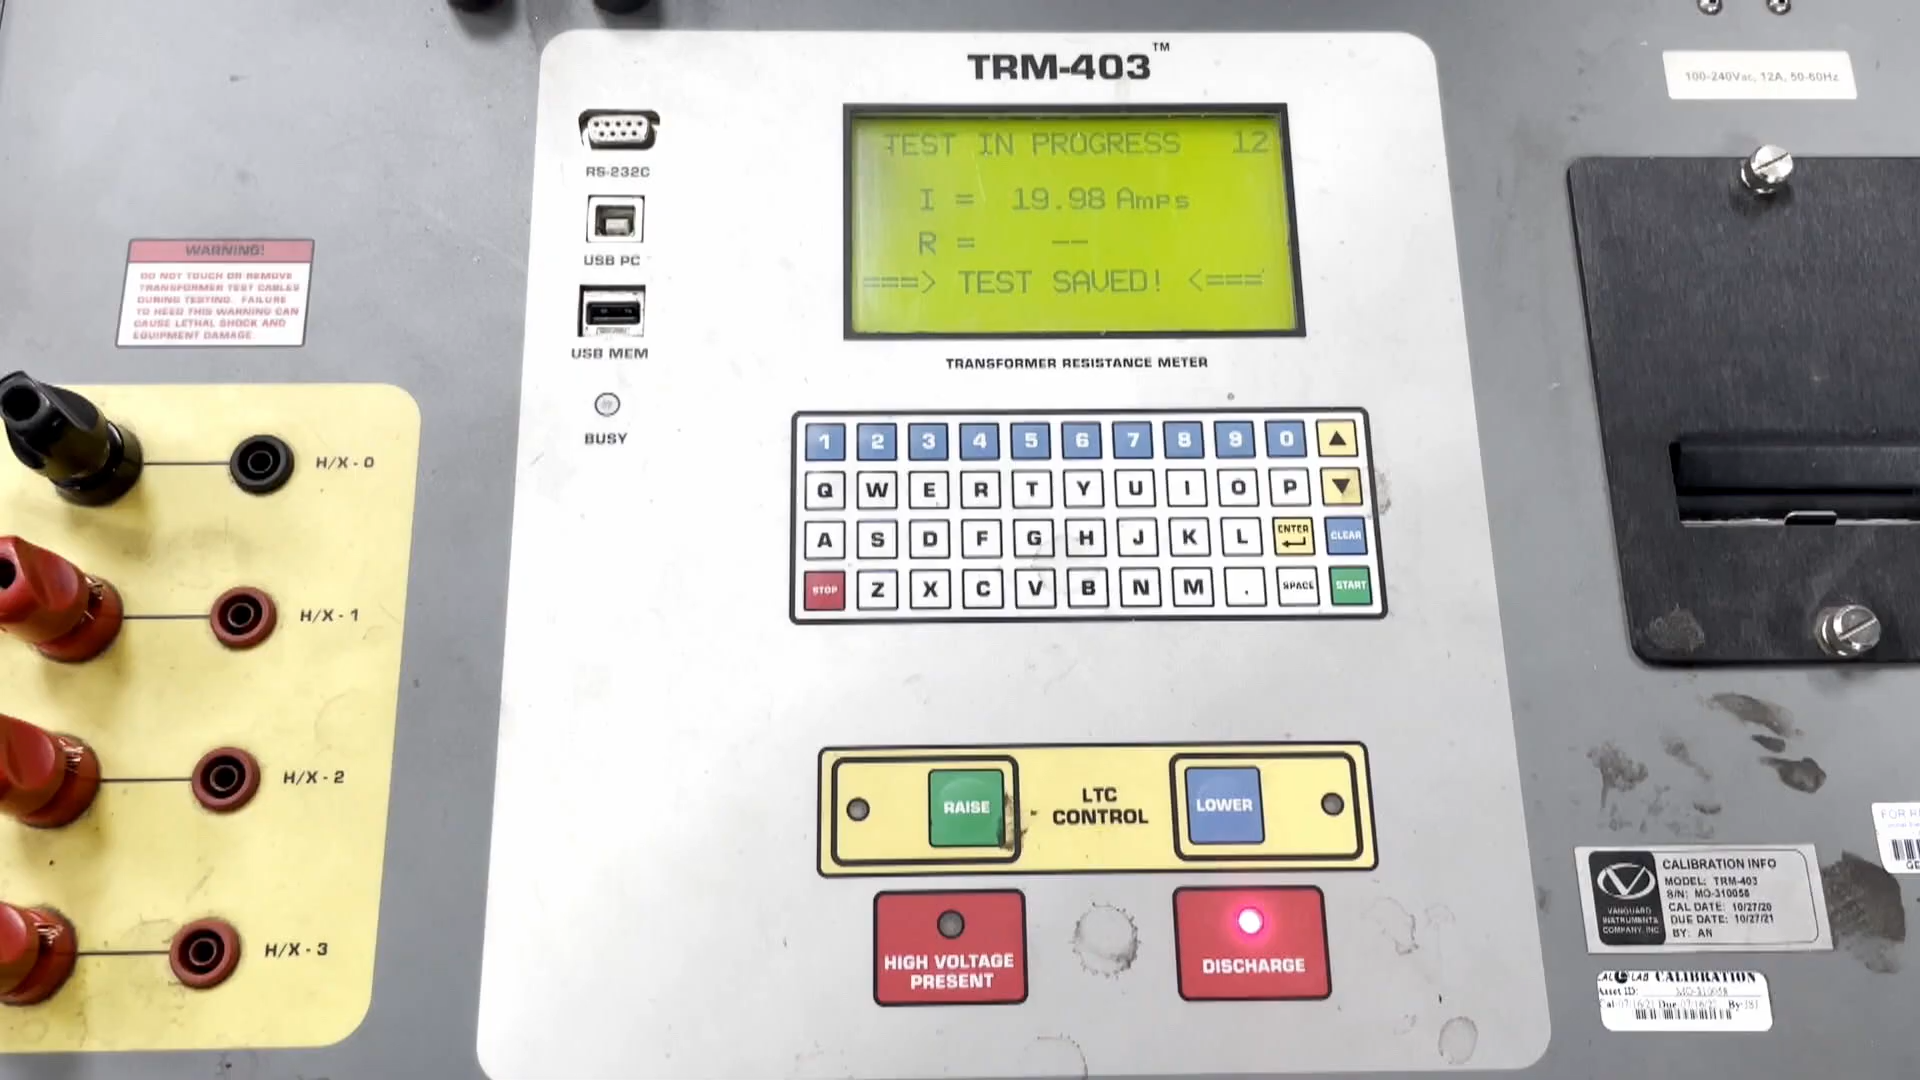 TRM-403™
100-240Vac, 12A, 50-60Hz
RS-232C
USB PC
USB MEM
BUSY
TEST IN PROGRESS 12
I = 19.98 Amps
R = --
===> TEST SAVED! <===
TRANSFORMER RESISTANCE METER
WARNING!
DO NOT TOUCH OR REMOVE
TRANSFORMER TEST CABLES
DURING TESTING. FAILURE
TO HEED THIS WARNING CAN
CAUSE LETHAL SHOCK AND
EQUIPMENT DAMAGE.
H/X - 0
H/X - 1
H/X - 2
H/X - 3
1 2 3 4 5 6 7 8 9 0 ▲
Q W E R T Y U I O P ▼
A S D F G H J K L ENTER CLEAR
STOP Z X C V B N M . SPACE START
RAISE
LTC
CONTROL
LOWER
HIGH VOLTAGE
PRESENT
DISCHARGE
VANGUARD
INSTRUMENTS
COMPANY, INC
CALIBRATION INFO
MODEL: TRM-403
S/N: MO-310058
CAL DATE: 10/27/20
DUE DATE: 10/27/21
BY: AN
CALIBRATION
Asset ID: MO-310058
FOR